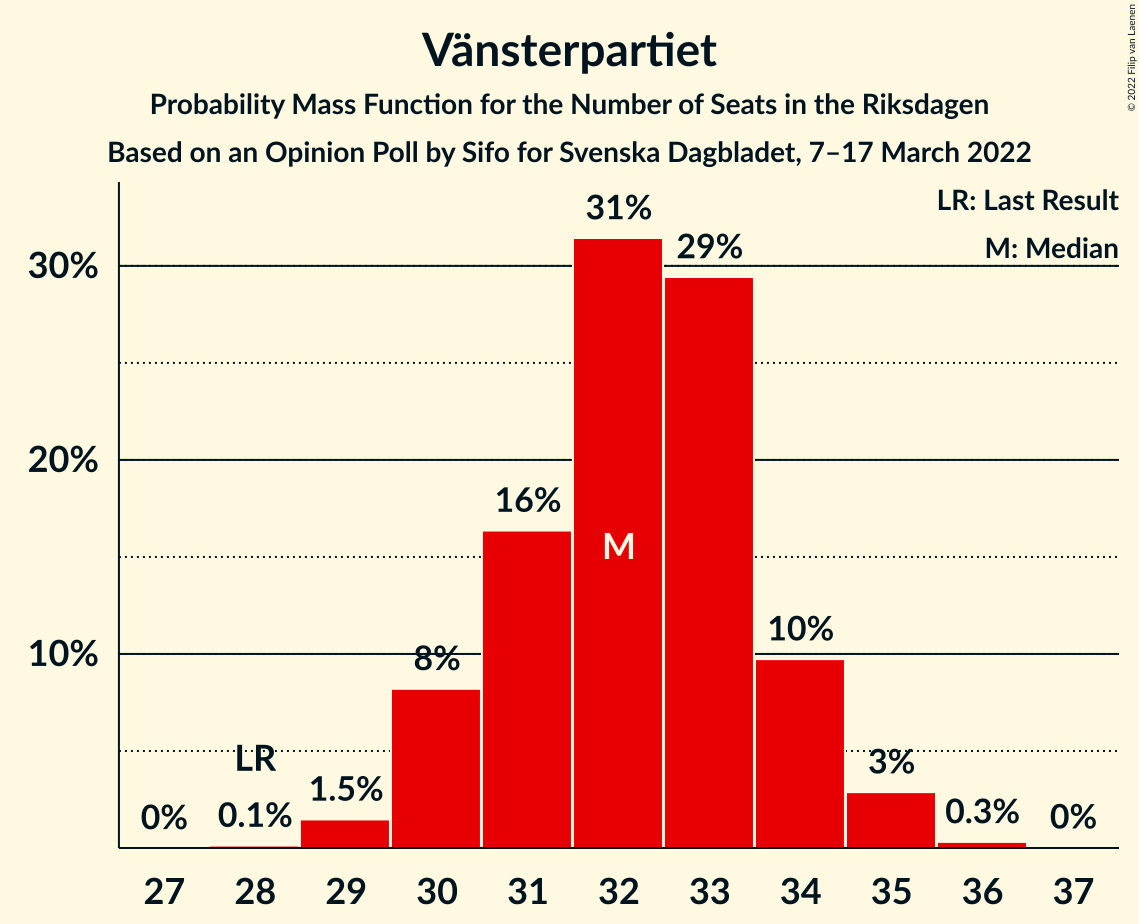 Vänsterpartiet
Probability Mass Function for the Number of Seats in the Riksdagen
Based on an Opinion Poll by Sifo for Svenska Dagbladet, 7–17 March 2022
© 2022 Filip van Laenen
LR: Last Result
M: Median
31%
29%
30%
20%
16%
M
10%
10%
8%
LR
3%
1.5%
0%
0.1%
0.3%
0%
27 28 29 30 31 32 33 34 35 36 37